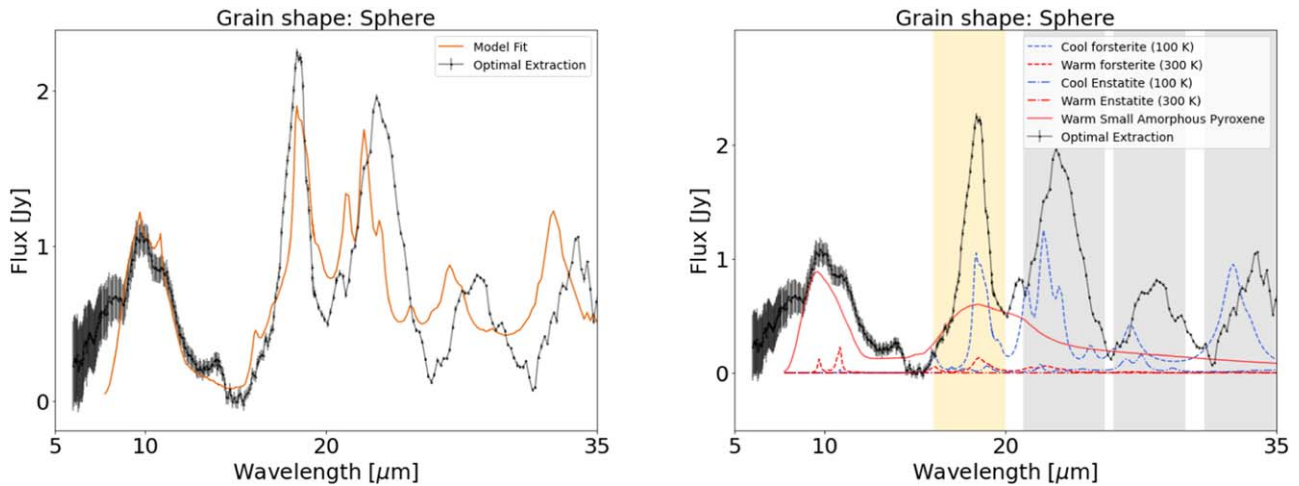 Grain shape: Sphere
Model Fit
Optimal Extraction
Flux [Jy]
2
1
0
5
10
20
35
Wavelength [μm]
Grain shape: Sphere
Cool forsterite (100 K)
Warm forsterite (300 K)
Cool Enstatite (100 K)
Warm Enstatite (300 K)
Warm Small Amorphous Pyroxene
Optimal Extraction
Flux [Jy]
2
1
0
5
10
20
35
Wavelength [μm]